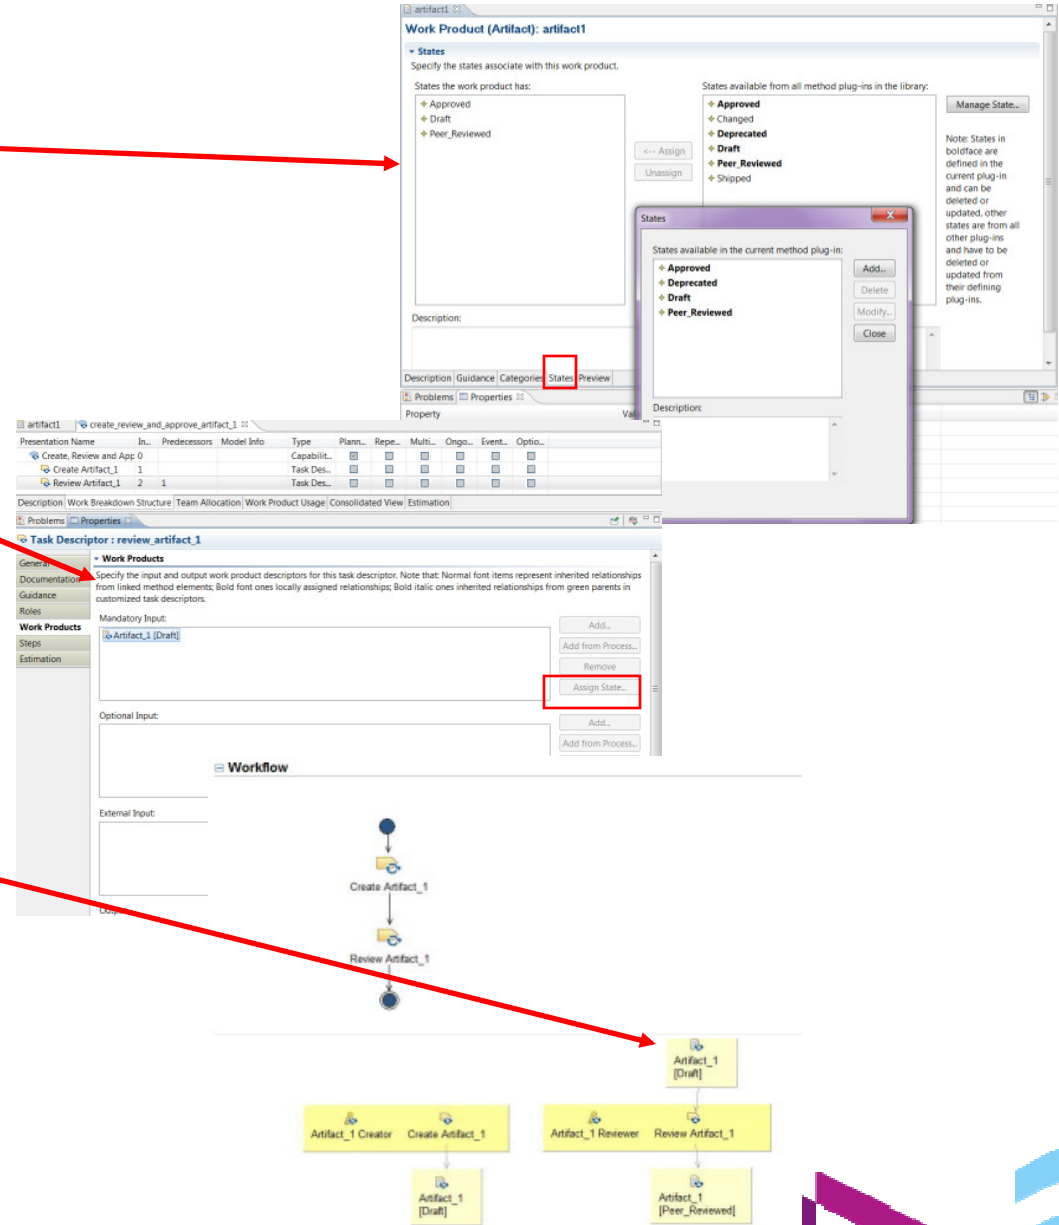 artifact1
Work Product (Artifact): artifact1
States
Specify the states associate with this work product.
States the work product has:
Approved
Draft
Peer_Reviewed
<-- Assign
Unassign
States available from all method plug-ins in the library:
Approved
Changed
Deprecated
Draft
Peer_Reviewed
Shipped
Manage State...
Note: States in
boldface are
defined in the
current plug-in
and can be
deleted or
updated, other
states are from all
other plug-ins
and have to be
deleted or
updated from
their defining
plug-ins.
Description:
Description Guidance Categories States Preview
Problems Properties
Property
States
States available in the current method plug-in:
Approved
Deprecated
Draft
Peer_Reviewed
Add...
Delete
Modify...
Close
Description:
artifact1 create_review_and_approve_artifact_1
Presentation Name In... Predecessors Model Info Type Plann... Repe... Multi... Ongo... Event... Optio...
Create, Review and App 0 Capabilit...
Create Artifact_1 1 Task Des...
Review Artifact_1 2 1 Task Des...
Description Work Breakdown Structure Team Allocation Work Product Usage Consolidated View Estimation
Problems Properties
Task Descriptor : review_artifact_1
General
Documentation
Guidance
Roles
Work Products
Steps
Estimation
Work Products
Specify the input and output work product descriptors for this task descriptor. Note that: Normal font items represent inherited relationships
from linked method elements; Bold font ones locally assigned relationships; Bold italic ones inherited relationships from green parents in
customized task descriptors.
Mandatory Input:
Artifact_1 [Draft]
Add...
Add from Process...
Remove
Assign State...
Optional Input:
Add...
Add from Process...
External Input:
Workflow
Create Artifact_1
Review Artifact_1
Artifact_1
[Draft]
Artifact_1 Creator Create Artifact_1
Artifact_1 Reviewer Review Artifact_1
Artifact_1
[Draft]
Artifact_1
[Peer_Reviewed]